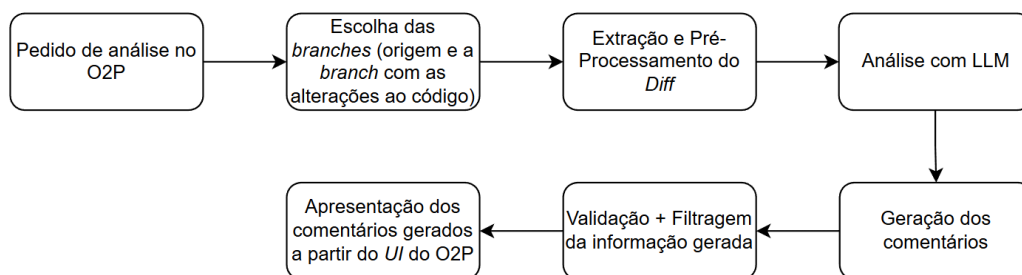 Pedido de análise no
O2P
Escolha das
branches (origem e a
branch com as
alterações ao código)
Extração e Pré-
Processamento do
Diff
Análise com LLM
Geração dos
comentários
Validação + Filtragem
da informação gerada
Apresentação dos
comentários gerados
a partir do UI do O2P